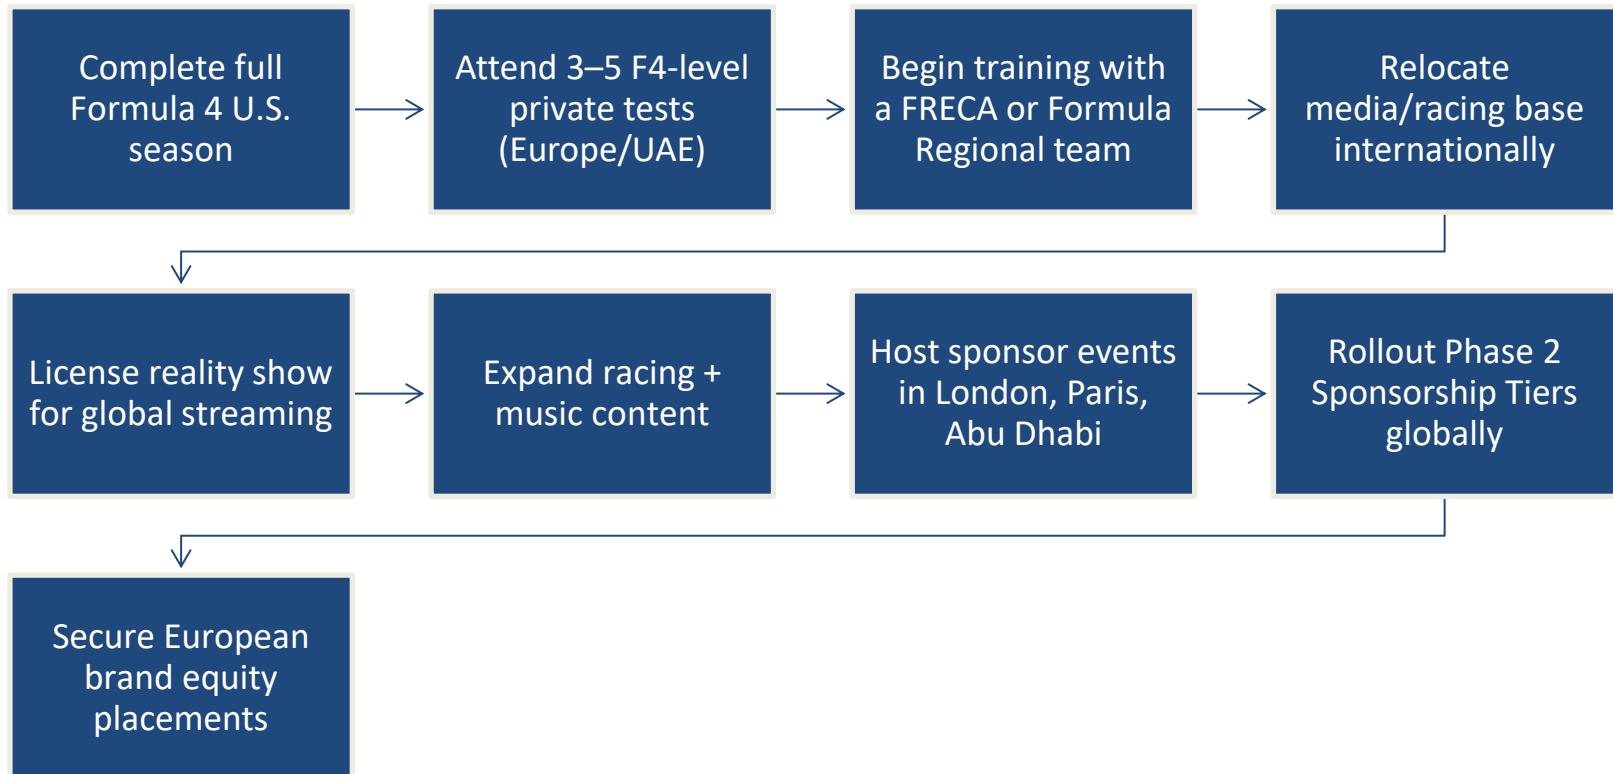 Complete full
Formula 4 U.S.
season
Attend 3–5 F4-level
private tests
(Europe/UAE)
Begin training with
a FRECA or Formula
Regional team
Relocate
media/racing base
internationally
License reality show
for global streaming
Expand racing +
music content
Host sponsor events
in London, Paris,
Abu Dhabi
Rollout Phase 2
Sponsorship Tiers
globally
Secure European
brand equity
placements